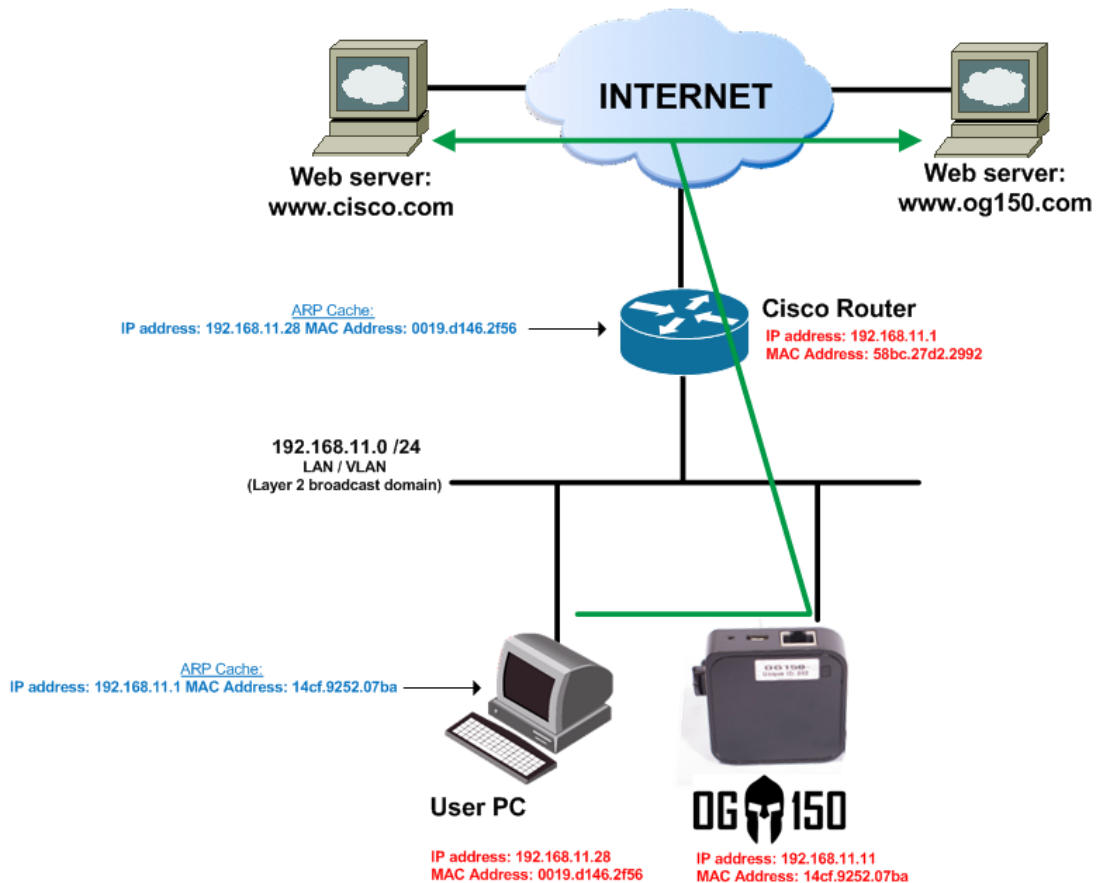 INTERNET
Web server:
www.cisco.com
Web server:
www.og150.com
ARP Cache:
IP address: 192.168.11.28 MAC Address: 0019.d146.2f56
Cisco Router
IP address: 192.168.11.1
MAC Address: 58bc.27d2.2992
192.168.11.0 /24
LAN / VLAN
(Layer 2 broadcast domain)
ARP Cache:
IP address: 192.168.11.1 MAC Address: 14cf.9252.07ba
OG150
Unique ID:
User PC
OG 150
IP address: 192.168.11.28
MAC Address: 0019.d146.2f56
IP address: 192.168.11.11
MAC Address: 14cf.9252.07ba